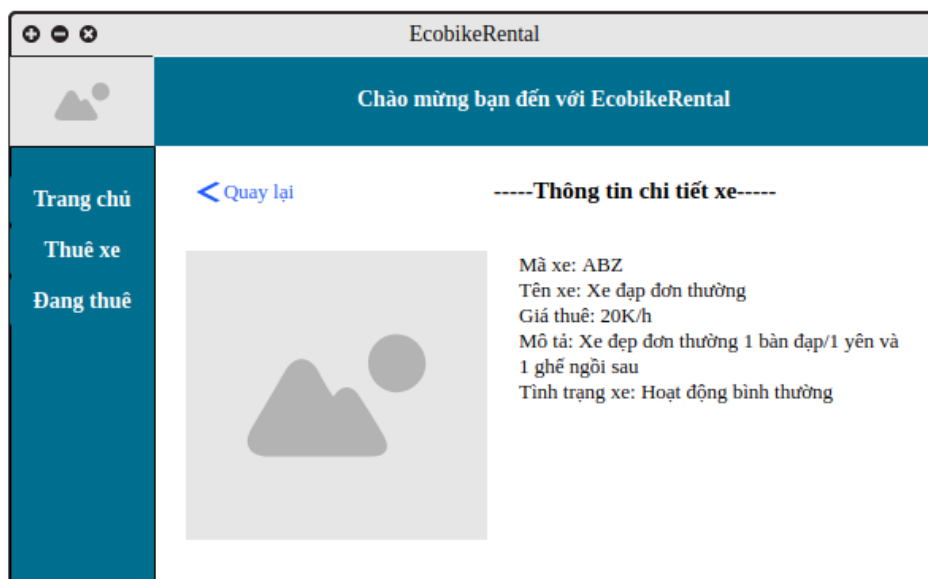 EcobikeRental
Chào mừng bạn đến với EcobikeRental
Trang chủ
Thuê xe
Đang thuê
Quay lại
-----Thông tin chi tiết xe-----
Mã xe: ABZ
Tên xe: Xe đạp đơn thường
Giá thuê: 20K/h
Mô tả: Xe đẹp đơn thường 1 bàn đạp/1 yên và
1 ghế ngồi sau
Tình trạng xe: Hoạt động bình thường